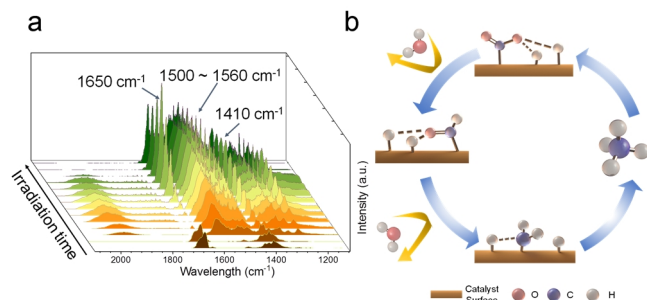 a
1650 cm⁻¹
1500 ~ 1560 cm⁻¹
1410 cm⁻¹
Irradiation time
Intensity (a.u.)
2000 1800 1600 1400 1200
Wavelength (cm⁻¹)
b
Catalyst
Surface
O C H